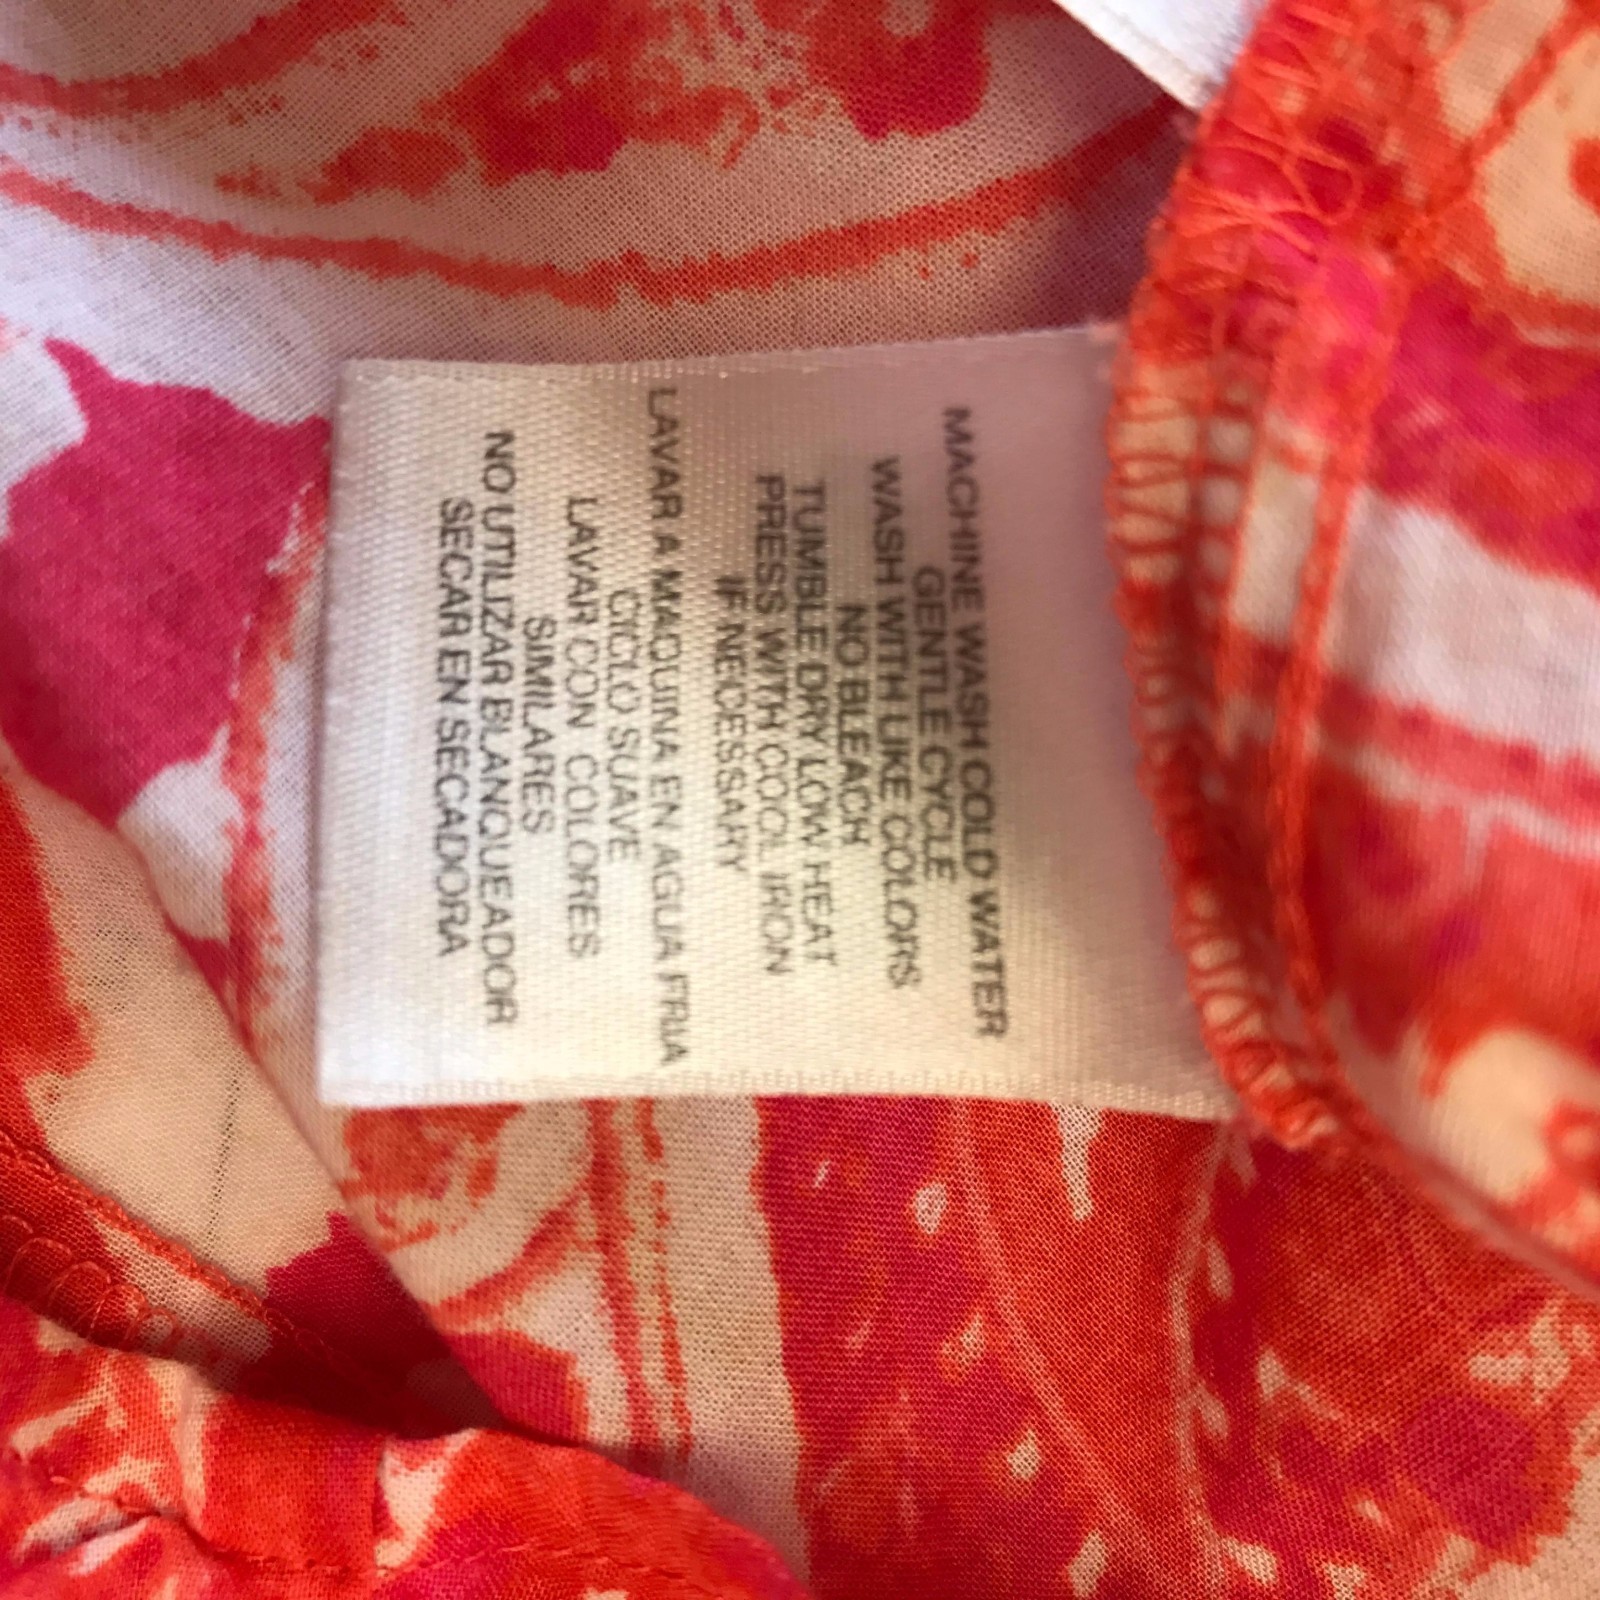 MACHINE WASH COLD WATER
GENTLE CYCLE
WASH WITH LIKE COLORS
NO BLEACH
TUMBLE DRY LOW HEAT
PRESS WITH COOL IRON
IF NECESSARY
LAVAR A MAQUINA EN AGUA FRIA
CICLO SUAVE
LAVAR CON COLORES
SIMILARES
NO UTILIZAR BLANQUEADOR
SECAR EN SECADORA